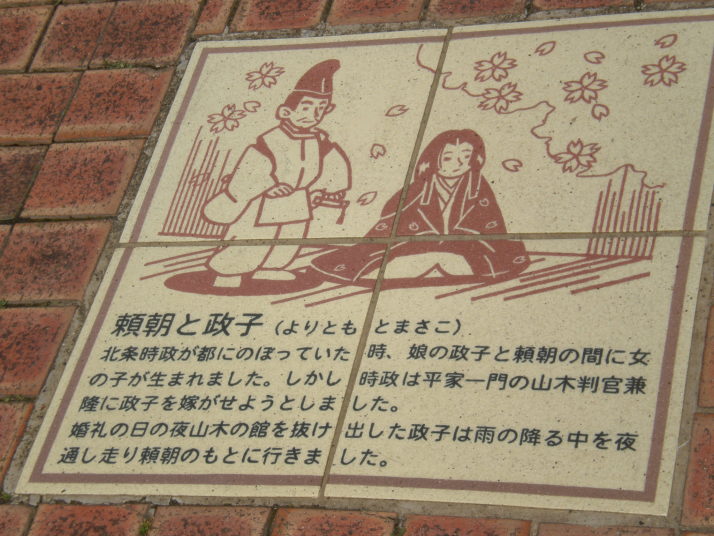 頼朝と政子（よりともとまさこ）
北条時政が都にのぼっていた時、娘の政子と頼朝の間に女
の子が生まれました。しかし時政は平家一門の山木判官兼
隆に政子を嫁がせようとしました。
婚礼の日の夜山木の館を抜け出した政子は雨の降る中を夜
通し走り頼朝のもとに行きました。